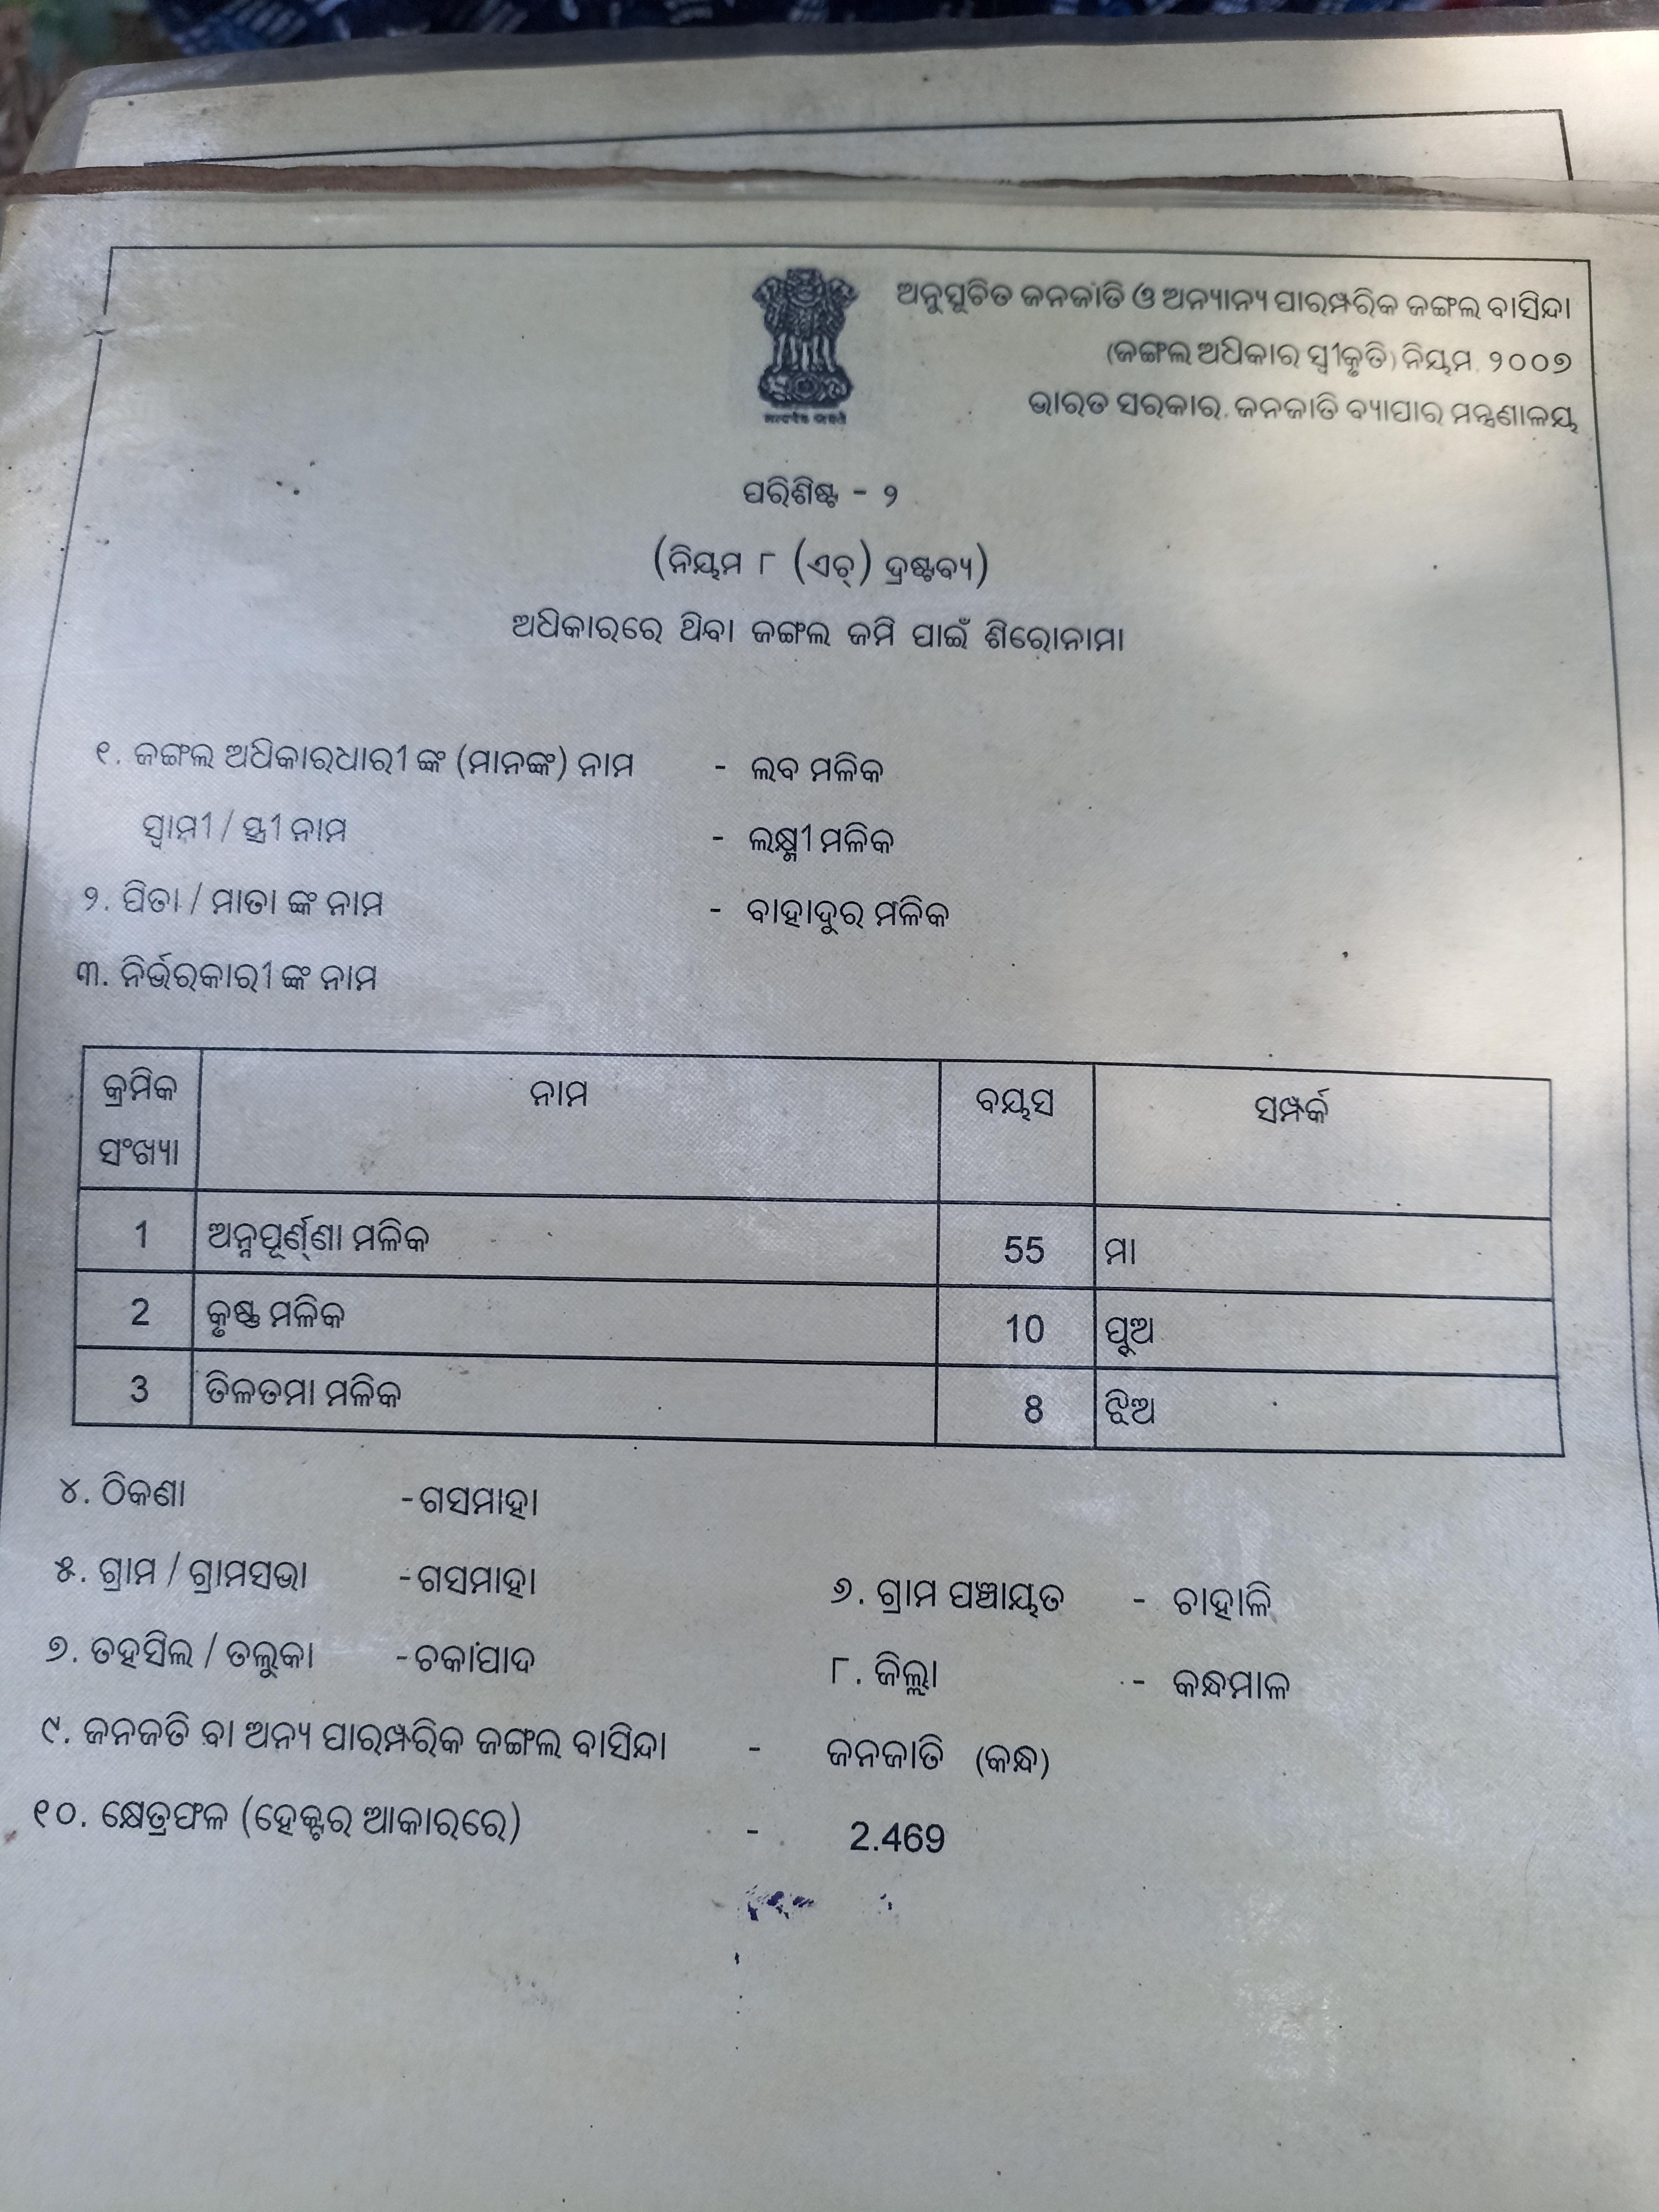 ଅନୁସୂଚିତ ଜନଜାତି ଓ ଅନ୍ୟାନ୍ୟ ପାରମ୍ପରିକ ଜଙ୍ଗଲ ବାସିନ୍ଦା
(ଜଙ୍ଗଲ ଅଧିକାର ସ୍ୱୀକୃତି) ନିୟମ, ୨୦୦୭
ଭାରତ ସରକାର, ଜନଜାତି ବ୍ୟାପାର ମନ୍ତ୍ରଣାଳୟ
ପରିଶିଷ୍ଟ - ୨
(ନିୟମ ୮ (ଏଚ୍) ଦ୍ରଷ୍ଟବ୍ୟ)
ଅଧିକାରରେ ଥିବା ଜଙ୍ଗଲ ଜମି ପାଇଁ ଶିରୋନାମା
୧. ଜଙ୍ଗଲ ଅଧିକାରଧାରୀ ଙ୍କ (ମାନଙ୍କ) ନାମ - ଲବ ମଳିକ
ସ୍ୱାମୀ / ସ୍ତ୍ରୀ ନାମ - ଲକ୍ଷ୍ମୀ ମଳିକ
୨. ପିତା / ମାତା ଙ୍କ ନାମ - ବାହାଦୁର ମଳିକ
୩. ନିର୍ଭରକାରୀ ଙ୍କ ନାମ
କ୍ରମିକ ସଂଖ୍ୟା ନାମ ବୟସ ସମ୍ପର୍କ
1 ଅନ୍ନପୂର୍ଣ୍ଣା ମଳିକ 55 ମା
2 କୃଷ୍ଣ ମଳିକ 10 ପୁଅ
3 ତିଳତମା ମଳିକ 8 ଝିଅ
୪. ଠିକଣା - ଗସମାହା
୫. ଗ୍ରାମ / ଗ୍ରାମସଭା - ଗସମାହା ୬. ଗ୍ରାମ ପଞ୍ଚାୟତ - ଚାହାଳି
୭. ତହସିଲ / ତଲୁକା - ଚକାପାଦ ୮. ଜିଲ୍ଲା - କନ୍ଧମାଳ
୯. ଜନଜତି ବା ଅନ୍ୟ ପାରମ୍ପରିକ ଜଙ୍ଗଲ ବାସିନ୍ଦା - ଜନଜାତି (କନ୍ଧ)
୧୦. କ୍ଷେତ୍ରଫଳ (ହେକ୍ଟର ଆକାରରେ) - 2.469